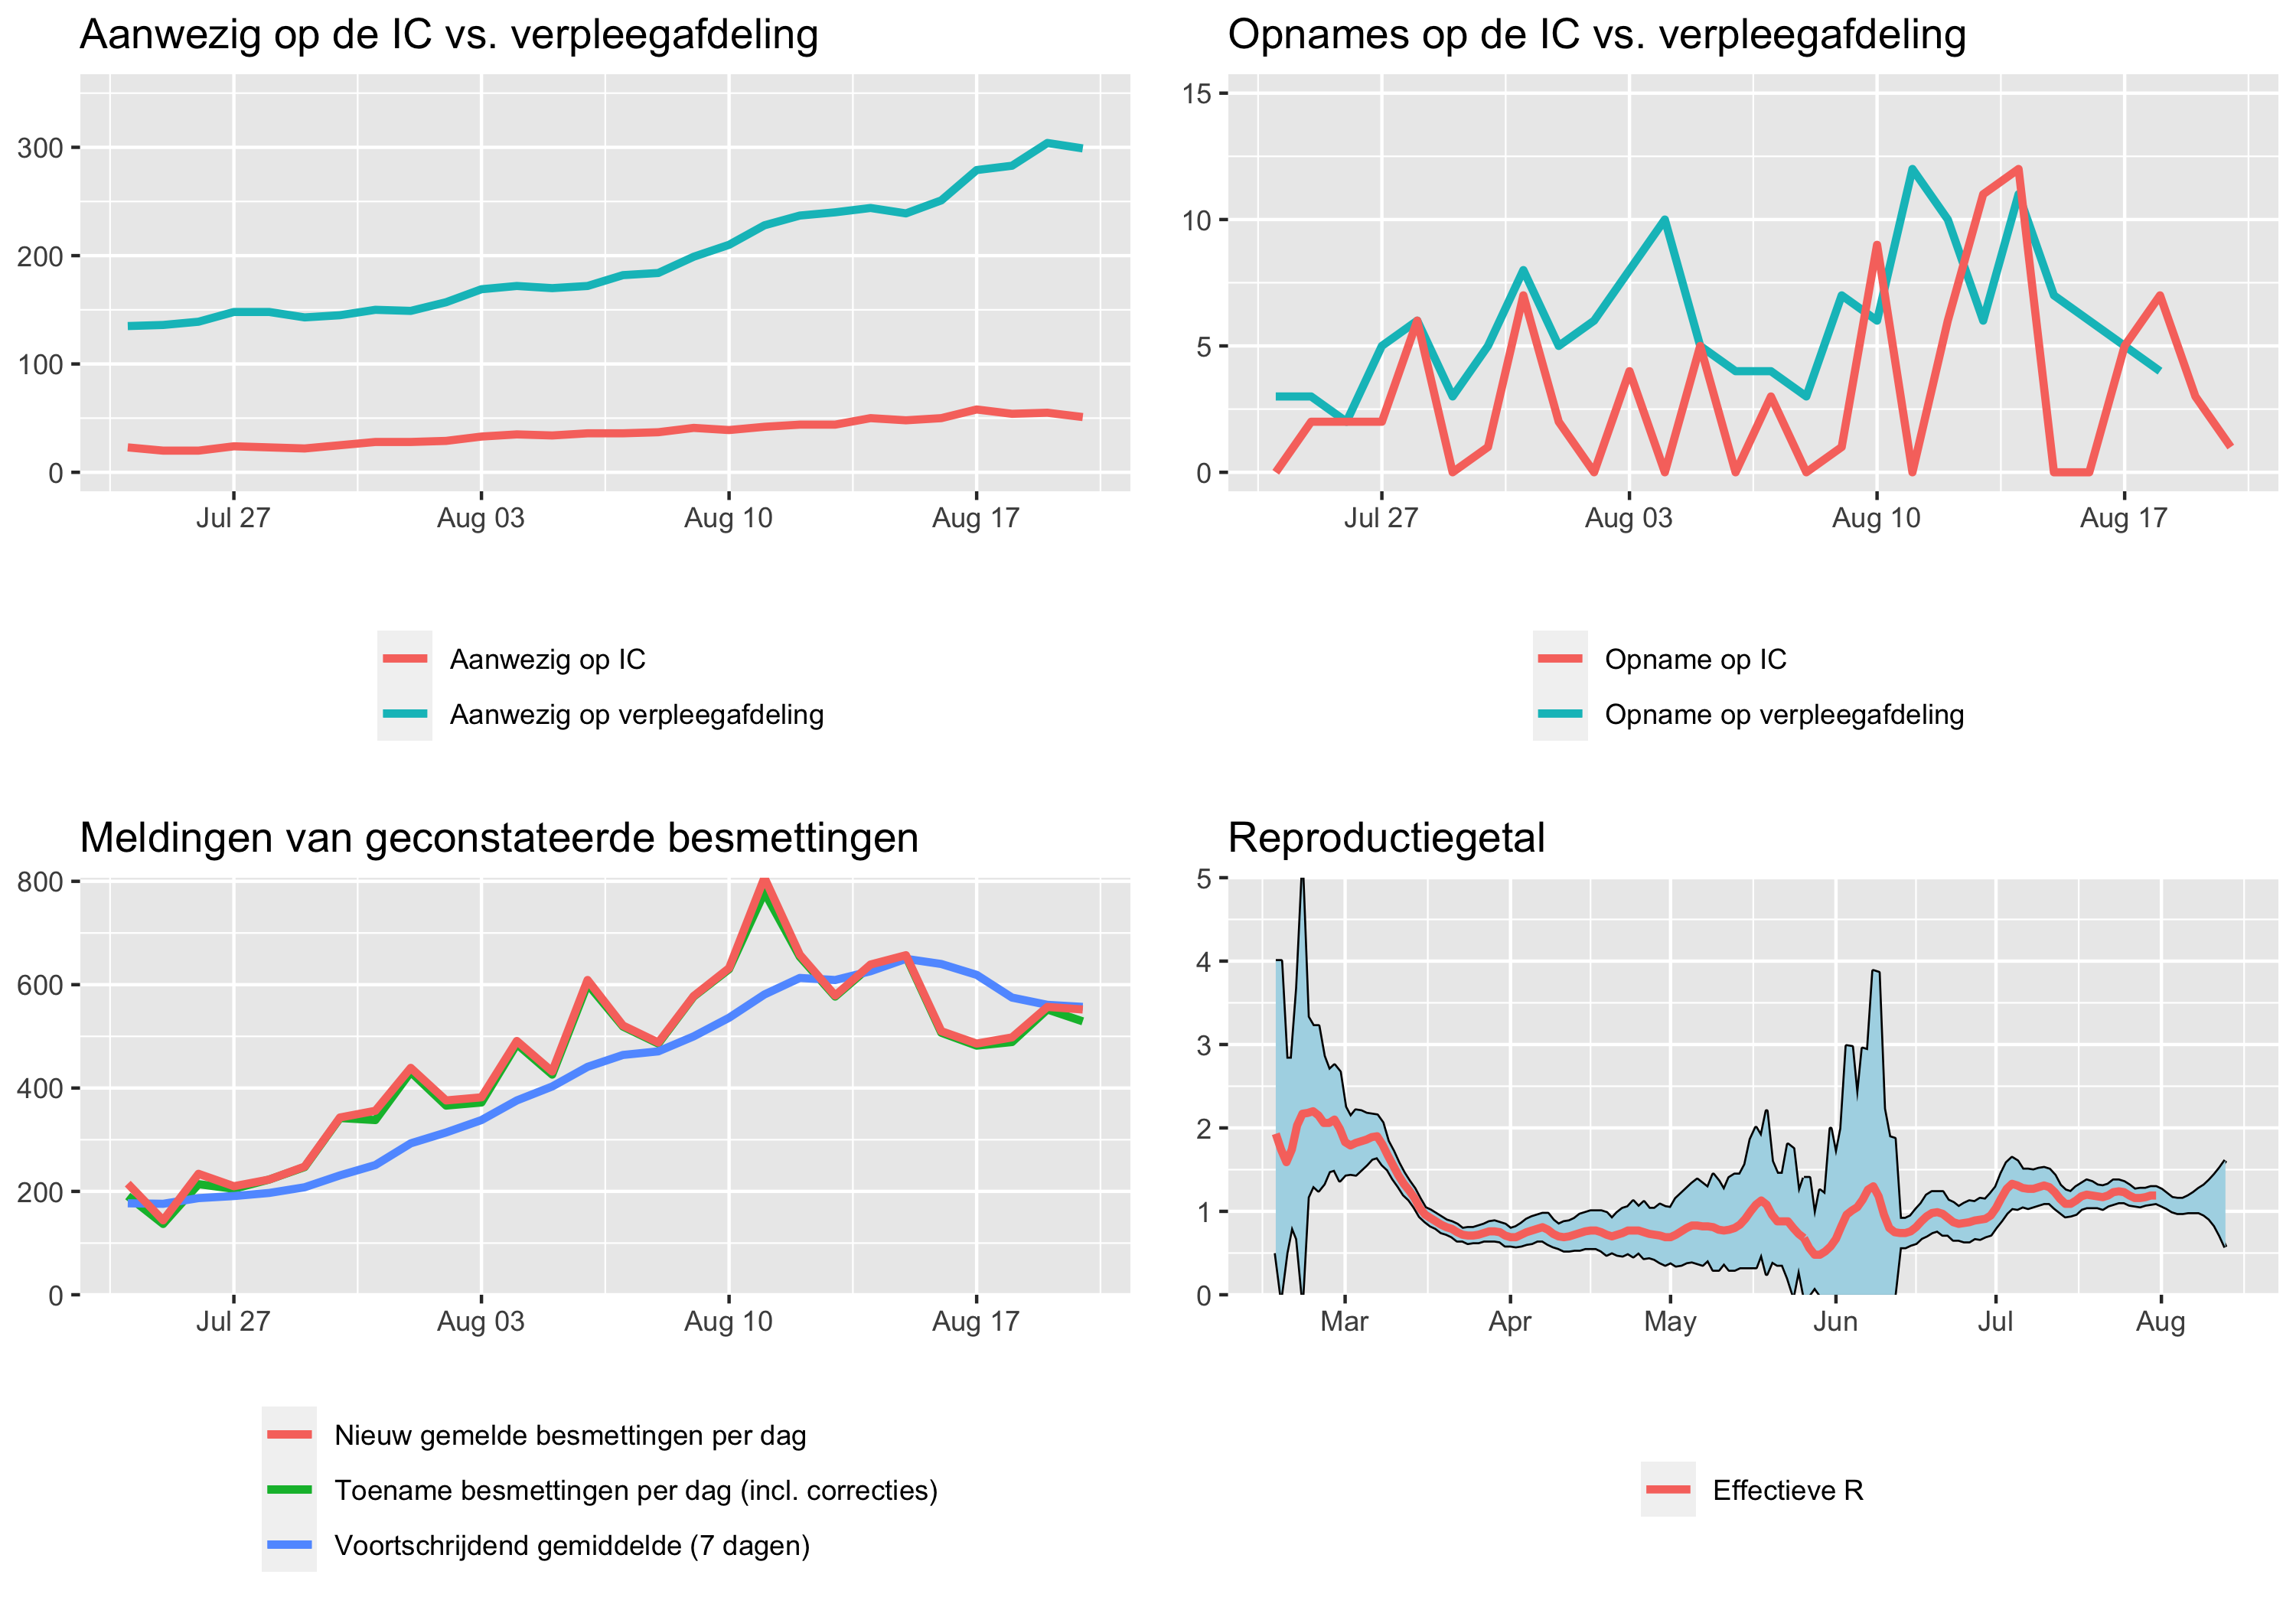 Aanwezig op de IC vs. verpleegafdeling
300
200
100
0
Jul 27 Aug 03 Aug 10 Aug 17
Aanwezig op IC
Aanwezig op verpleegafdeling
Opnames op de IC vs. verpleegafdeling
15
10
5
0
Jul 27 Aug 03 Aug 10 Aug 17
Opname op IC
Opname op verpleegafdeling
Meldingen van geconstateerde besmettingen
800
600
400
200
0
Jul 27 Aug 03 Aug 10 Aug 17
Nieuw gemelde besmettingen per dag
Toename besmettingen per dag (incl. correcties)
Voortschrijdend gemiddelde (7 dagen)
Reproductiegetal
5
4
3
2
1
0
Mar Apr May Jun Jul Aug
Effectieve R